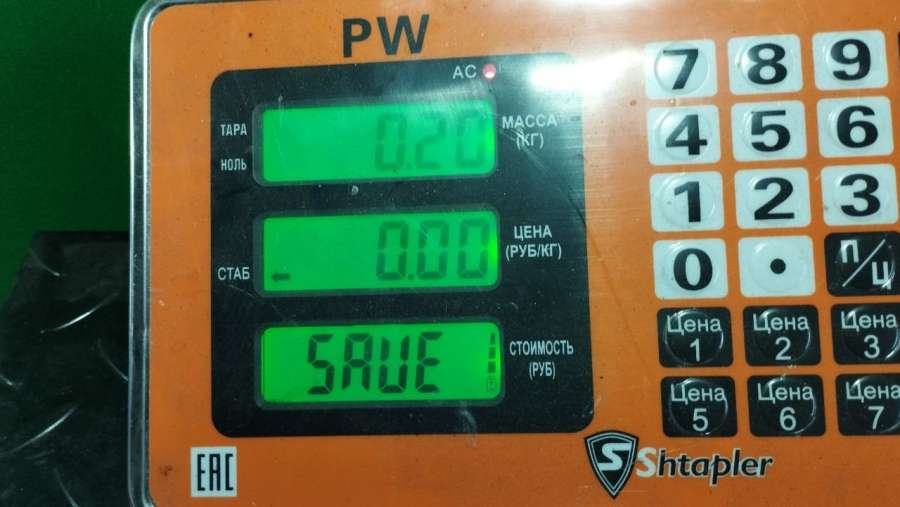 PW
AC
ТАРА
НОЛЬ
0.20
МАССА
(КГ)
СТАБ
0.00
ЦЕНА
(РУБ/КГ)
SAVE
СТОИМОСТЬ
(РУБ)
7 8 9
4 5 6
1 2 3
0 . П/Ц
Цена 1
Цена 2
Цена 3
Цена 5
Цена 6
Цена 7
EAC
S Shtapler